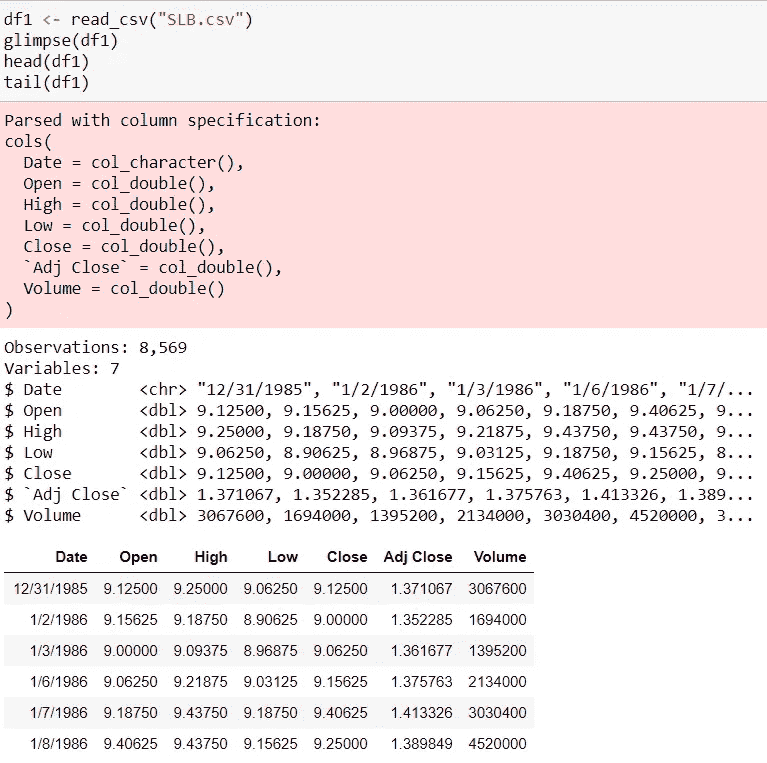 df1 <- read_csv("SLB.csv")
glimpse(df1)
head(df1)
tail(df1)
Parsed with column specification:
cols(
  Date = col_character(),
  Open = col_double(),
  High = col_double(),
  Low = col_double(),
  Close = col_double(),
  `Adj Close` = col_double(),
  Volume = col_double()
)
Observations: 8,569
Variables: 7
$ Date        <chr> "12/31/1985", "1/2/1986", "1/3/1986", "1/6/1986", "1/7/...
$ Open        <dbl> 9.12500, 9.15625, 9.00000, 9.06250, 9.18750, 9.40625, 9...
$ High        <dbl> 9.25000, 9.18750, 9.09375, 9.21875, 9.43750, 9.43750, 9...
$ Low         <dbl> 9.06250, 8.90625, 8.96875, 9.03125, 9.18750, 9.15625, 8...
$ Close       <dbl> 9.12500, 9.00000, 9.06250, 9.15625, 9.40625, 9.25000, 9...
$ `Adj Close` <dbl> 1.371067, 1.352285, 1.361677, 1.375763, 1.413326, 1.389...
$ Volume      <dbl> 3067600, 1694000, 1395200, 2134000, 3030400, 4520000, 3...
Date Open High Low Close Adj Close Volume
12/31/1985 9.12500 9.25000 9.06250 9.12500 1.371067 3067600
1/2/1986 9.15625 9.18750 8.90625 9.00000 1.352285 1694000
1/3/1986 9.00000 9.09375 8.96875 9.06250 1.361677 1395200
1/6/1986 9.06250 9.21875 9.03125 9.15625 1.375763 2134000
1/7/1986 9.18750 9.43750 9.18750 9.40625 1.413326 3030400
1/8/1986 9.40625 9.43750 9.15625 9.25000 1.389849 4520000